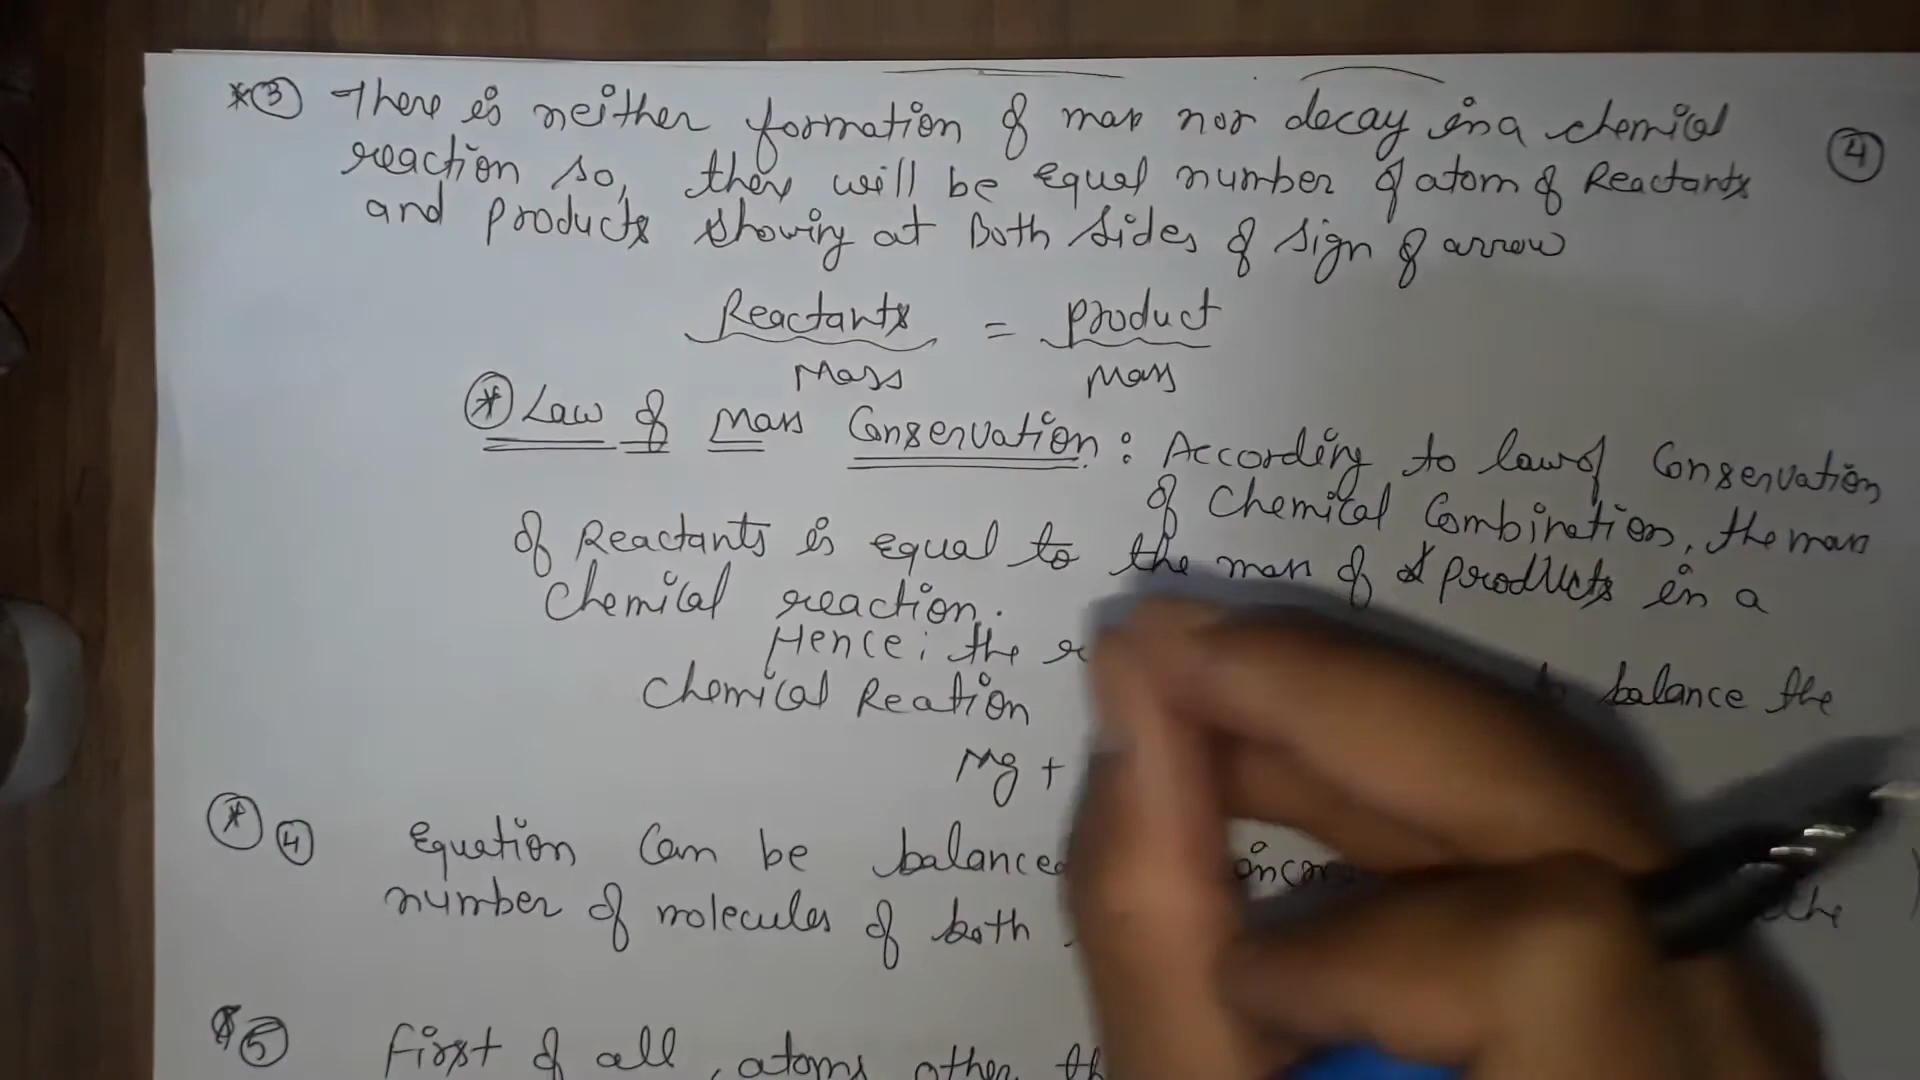 *③ There is neither formation of mass nor decay in a chemical
④
reaction so, there will be equal number of atom of Reactants
and products showing at Both sides of sign of arrow
Reactants = product
Mass Mass
* Law of Mass Conservation : According to law of Conservation
of Chemical Combination, the mass
of Reactants is equal to the mass of products in a
chemical reaction.
Hence; the
balance the
Chemical Reation
Mg +
* ④ Equation Can be balanced
number of molecules of both the
⑤ First of all, atoms other